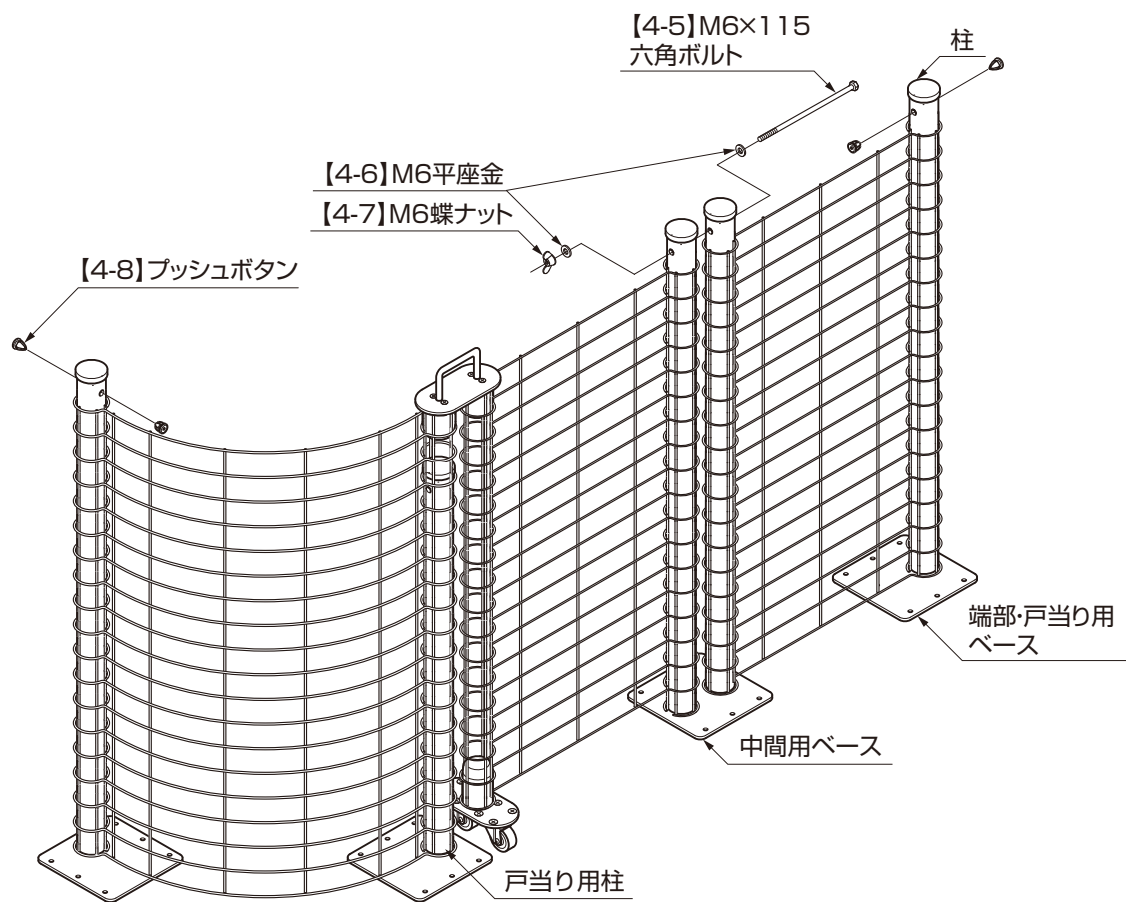 【4-5】M6×115
六角ボルト
柱
【4-6】M6平座金
【4-7】M6蝶ナット
【4-8】プッシュボタン
端部・戸当り用
ベース
中間用ベース
戸当り用柱